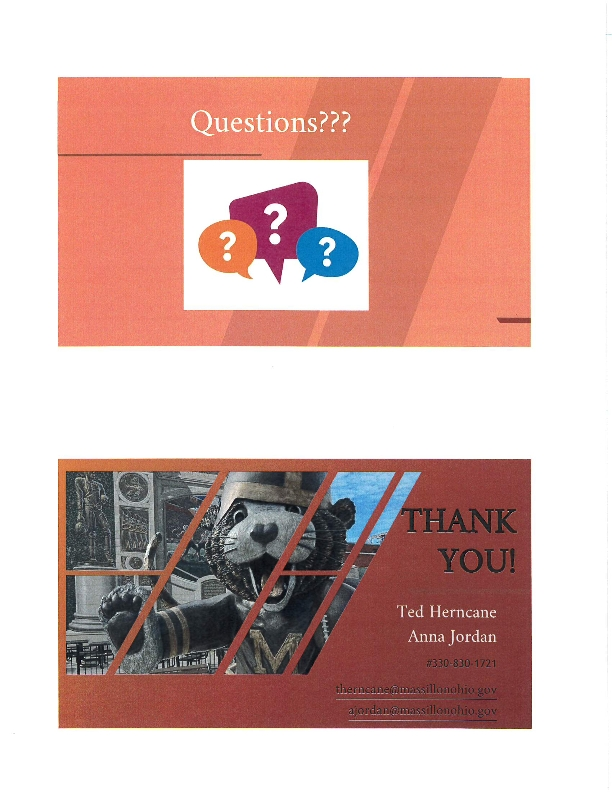 Questions???
? ? ?
THANK
YOU!
Ted Herncane
Anna Jordan
#330-830-1721
therncane@massillonohio.gov
ajordan@massillonohio.gov
M